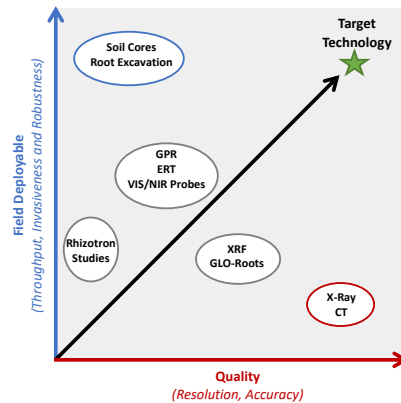 Target
Technology
Soil Cores
Root Excavation
GPR
ERT
VIS/NIR Probes
Rhizotron
Studies
XRF
GLO-Roots
X-Ray
CT
Field Deployable
(Throughput, Invasiveness and Robustness)
Quality
(Resolution, Accuracy)